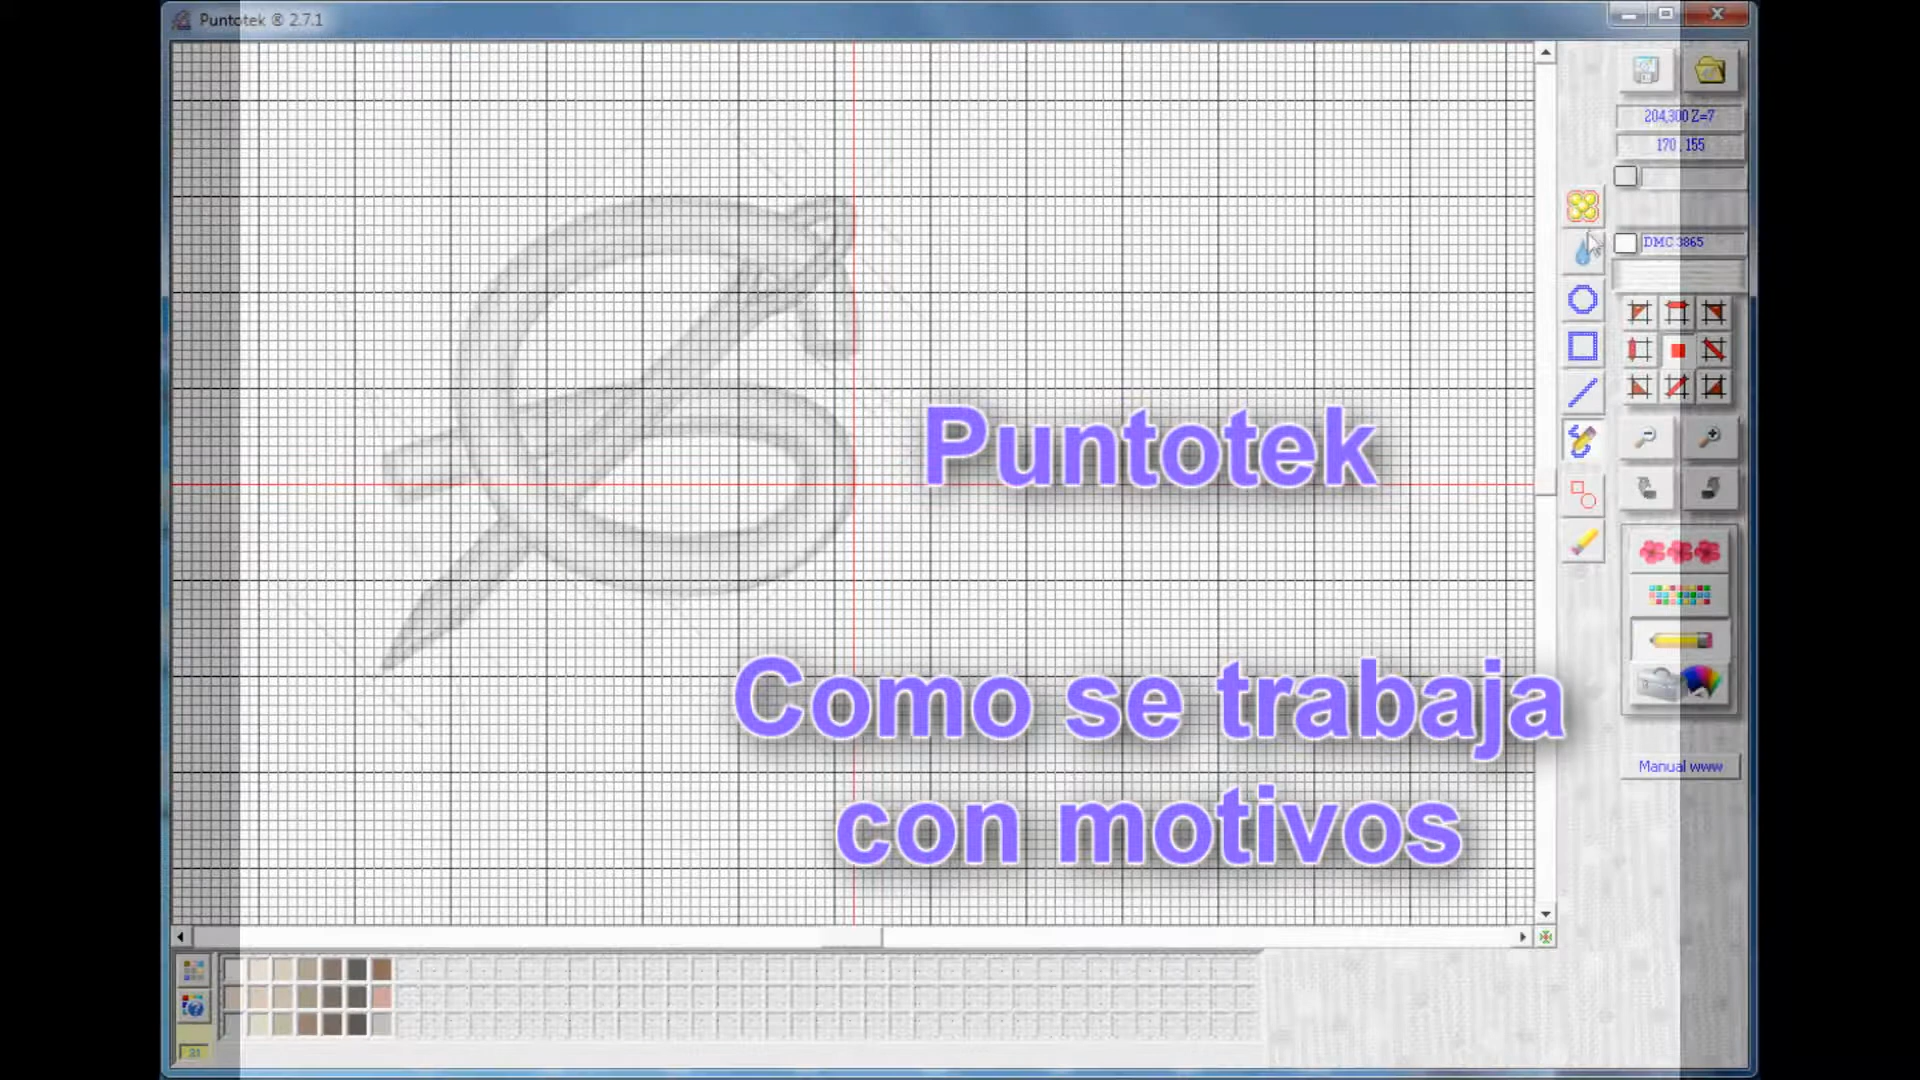 Puntotek ® 2.7.1
204,300 Z=7
170 , 155
DMC 3865
Puntotek
Como se trabaja
con motivos
Manual www
21